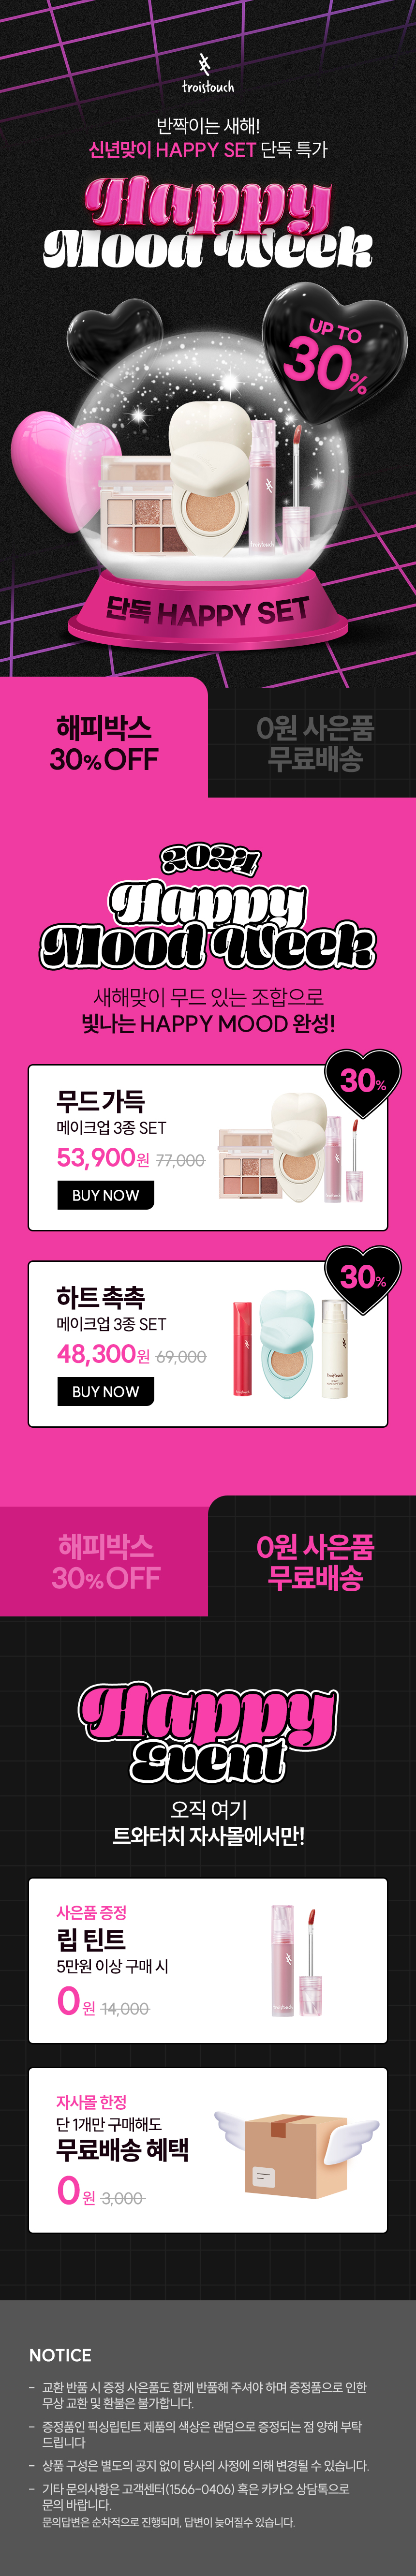 troistouch
반짝이는 새해!
신년맞이 HAPPY SET 단독 특가
Happy
Mood Week
UP TO
30%
troistouch
단독 HAPPY SET
해피박스
30% OFF
0원 사은품
무료배송
2024
Happy
Mood Week
새해맞이 무드 있는 조합으로
빛나는 HAPPY MOOD 완성!
30%
무드 가득
메이크업 3종 SET
53,900원 77,000
BUY NOW
30%
하트 촉촉
메이크업 3종 SET
48,300원 69,000
BUY NOW
troistouch
해피박스
30% OFF
0원 사은품
무료배송
Happy
Event
오직 여기
트와터치 자사몰에서만!
사은품 증정
립 틴트
5만원 이상 구매 시
0원 14,000
troistouch
자사몰 한정
단 1개만 구매해도
무료배송 혜택
0원 3,000
NOTICE
- 교환 반품 시 증정 사은품도 함께 반품해 주셔야 하며 증정품으로 인한
무상 교환 및 환불은 불가합니다.
- 증정품인 픽싱립틴트 제품의 색상은 랜덤으로 증정되는 점 양해 부탁
드립니다
- 상품 구성은 별도의 공지 없이 당사의 사정에 의해 변경될 수 있습니다.
- 기타 문의사항은 고객센터(1566-0406) 혹은 카카오 상담톡으로
문의 바랍니다.
문의답변은 순차적으로 진행되며, 답변이 늦어질수 있습니다.